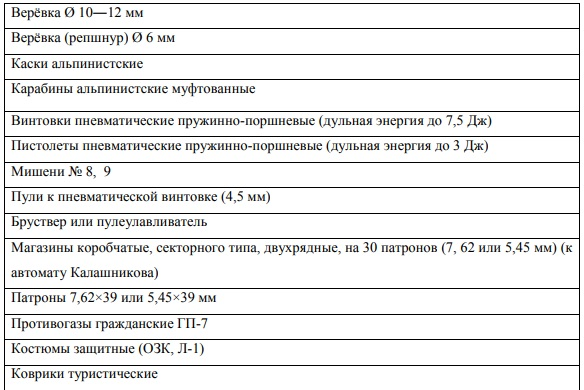 Верёвка Ø 10—12 мм
Верёвка (репшнур) Ø 6 мм
Каски альпинистские
Карабины альпинистские муфтованные
Винтовки пневматические пружинно-поршневые (дульная энергия до 7,5 Дж)
Пистолеты пневматические пружинно-поршневые (дульная энергия до 3 Дж)
Мишени № 8, 9
Пули к пневматической винтовке (4,5 мм)
Бруствер или пулеулавливатель
Магазины коробчатые, секторного типа, двухрядные, на 30 патронов (7, 62 или 5,45 мм) (к
автомату Калашникова)
Патроны 7,62×39 или 5,45×39 мм
Противогазы гражданские ГП-7
Костюмы защитные (ОЗК, Л-1)
Коврики туристические